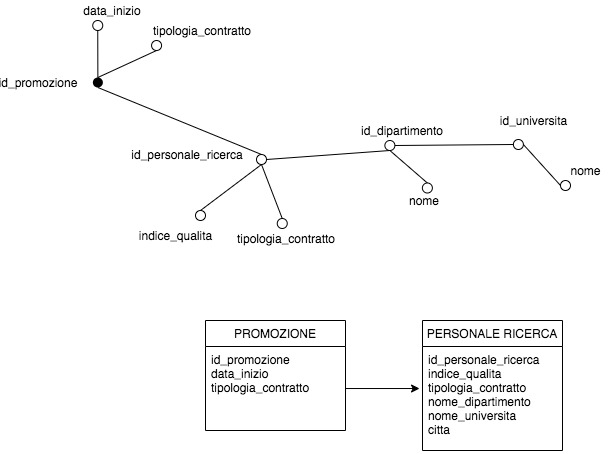 data_inizio
tipologia_contratto
id_promozione
id_personale_ricerca
id_dipartimento
id_universita
nome
nome
indice_qualita
tipologia_contratto
PROMOZIONE
id_promozione
data_inizio
tipologia_contratto
PERSONALE RICERCA
id_personale_ricerca
indice_qualita
tipologia_contratto
nome_dipartimento
nome_universita
citta